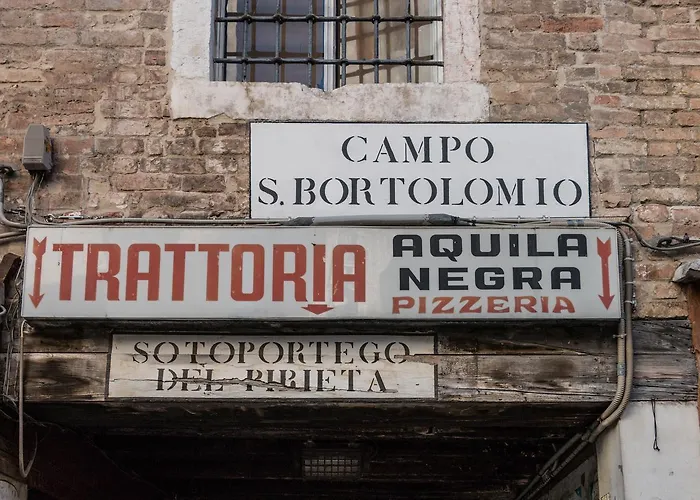 CAMPO
S. BORTOLOMIO
TRATTORIA
AQUILA
NEGRA
PIZZERIA
SOTOPORTEGO
DEL PIRIETA